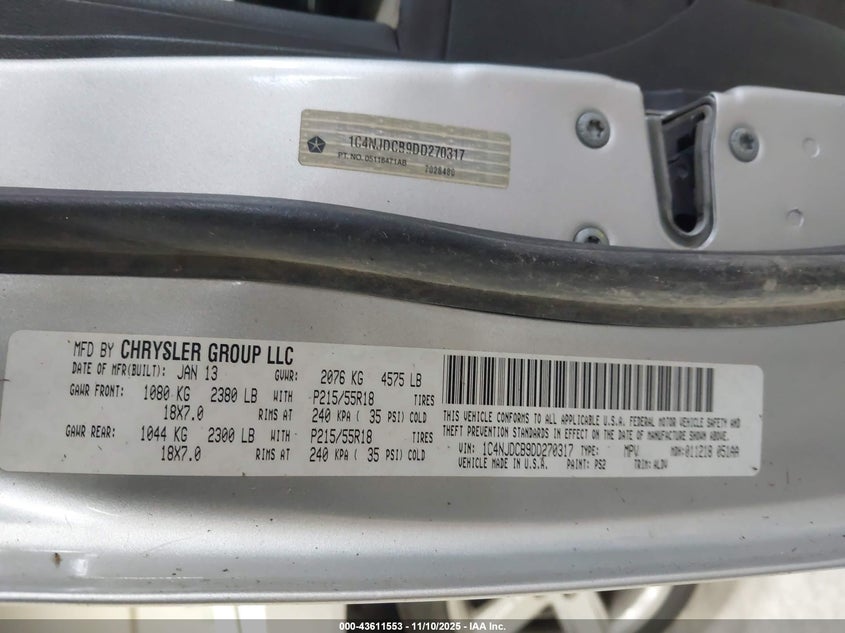 1C4NJDCB9DD270317
PT. NO. 05116471AB
7026480
MFD BY CHRYSLER GROUP LLC
DATE OF MFR(BUILT): JAN 13 GVWR: 2076 KG 4575 LB
GAWR FRONT: 1080 KG 2380 LB WITH P215/55R18 TIRES
18X7.0 RIMS AT 240 KPA ( 35 PSI) COLD
GAWR REAR: 1044 KG 2300 LB WITH P215/55R18 TIRES
18X7.0 RIMS AT 240 KPA ( 35 PSI) COLD
THIS VEHICLE CONFORMS TO ALL APPLICABLE U.S.A. FEDERAL MOTOR VEHICLE SAFETY AND
THEFT PREVENTION STANDARDS IN EFFECT ON THE DATE OF MANUFACTURE SHOWN ABOVE.
VIN: 1C4NJDCB9DD270317 TYPE: MPV MDH: 011218 051AA
VEHICLE MADE IN U.S.A. PAINT: PS2 TRIM: ALDV
000-43611553 — 11/10/2025 — IAA, Inc.